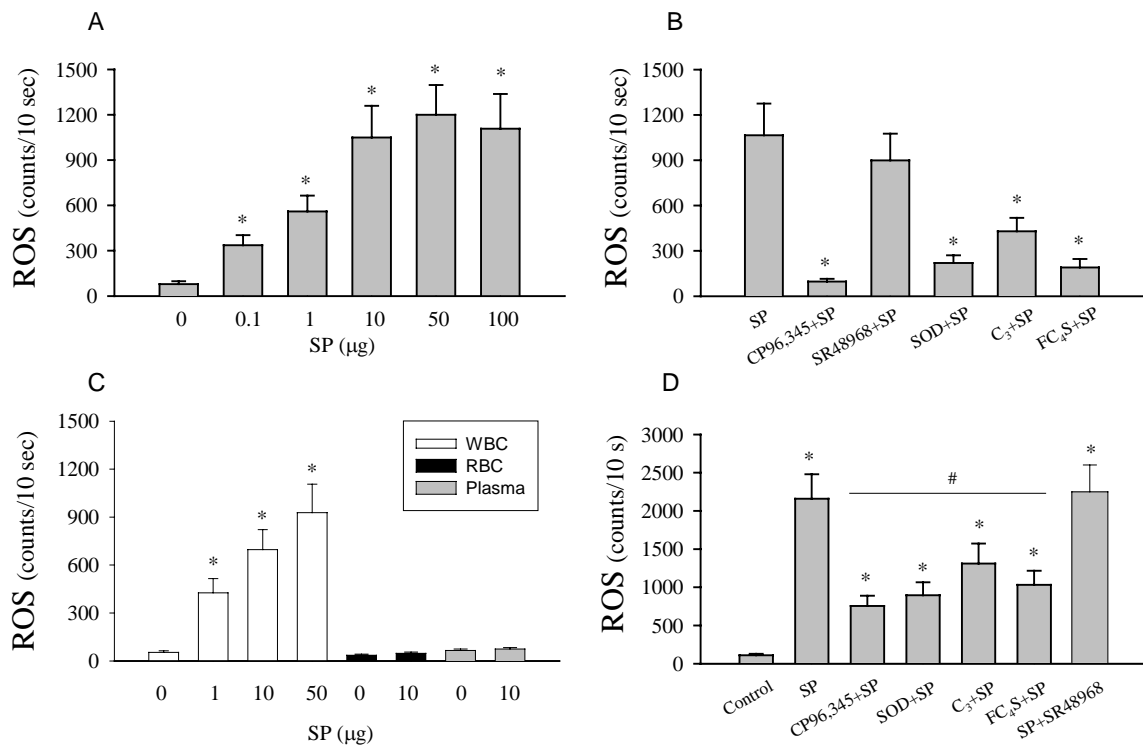 A
ROS (counts/10 sec)
1500
1200
900
600
300
0
* * * * *
0 0.1 1 10 50 100
SP (μg)
B
ROS (counts/10 sec)
1500
1200
900
600
300
0
* * * *
SP CP96,345+SP SR48968+SP SOD+SP C₃+SP FC₄S+SP
C
ROS (counts/10 sec)
1500
1200
900
600
300
0
WBC
RBC
Plasma
* * *
0 1 10 50 0 10 0 10
SP (μg)
D
ROS (counts/10 s)
3000
2500
2000
1500
1000
500
0
#
* * * * * *
Control SP CP96,345+SP SOD+SP C₃+SP FC₄S+SP SP+SR48968